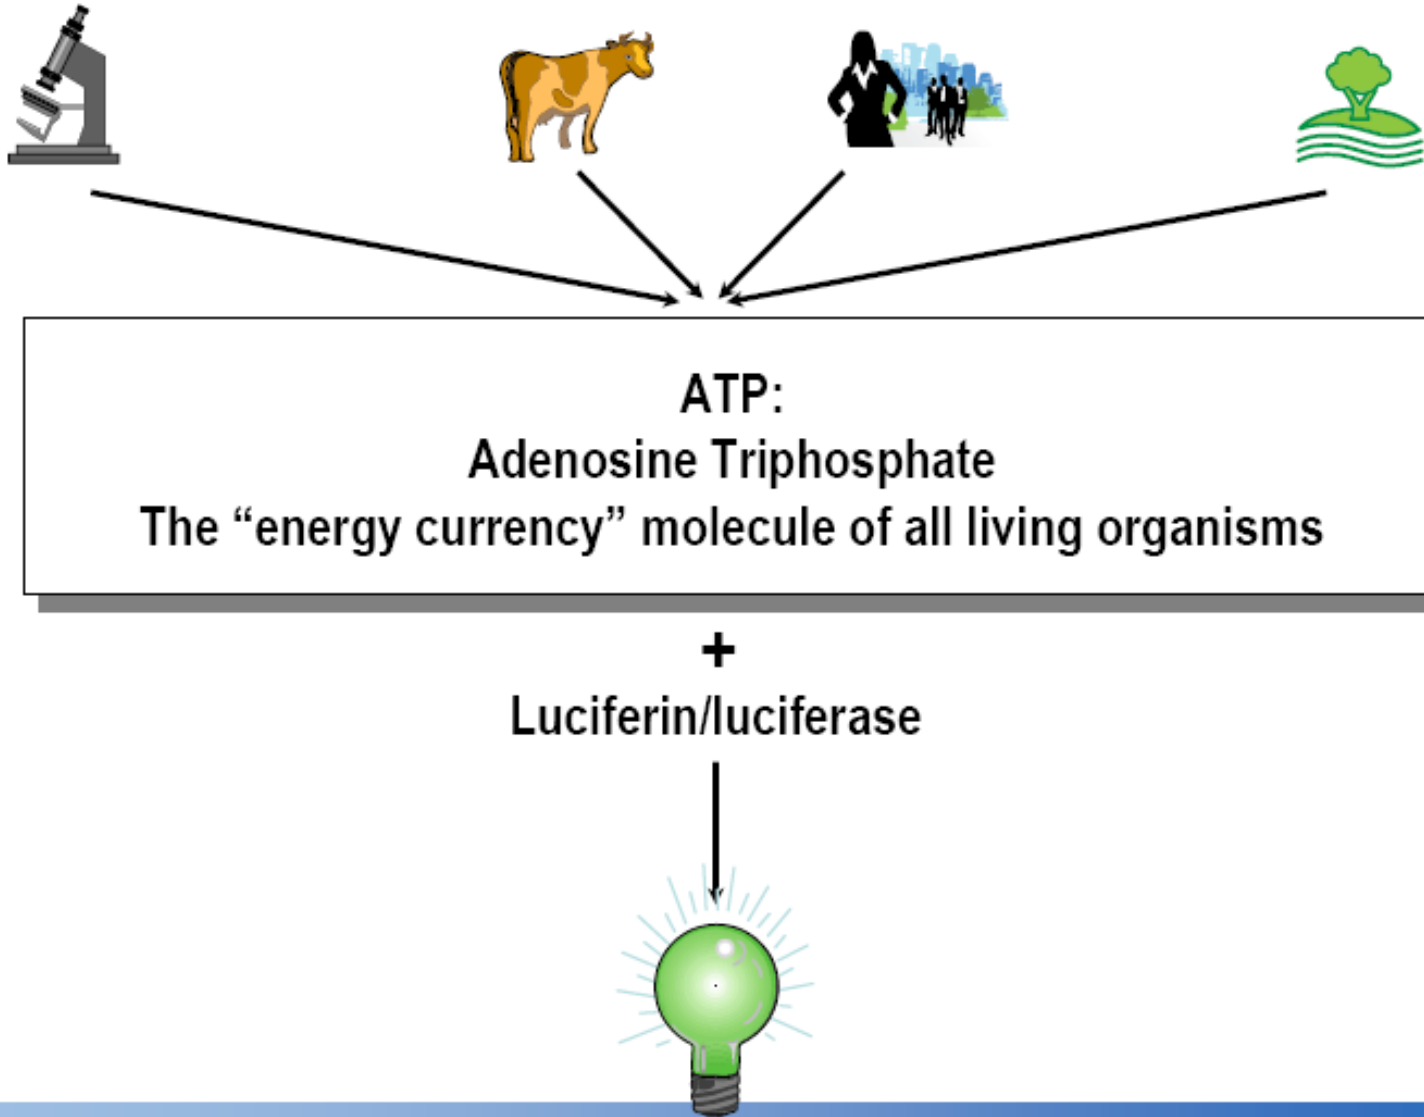 ATP:
Adenosine Triphosphate
The “energy currency” molecule of all living organisms
+
Luciferin/luciferase